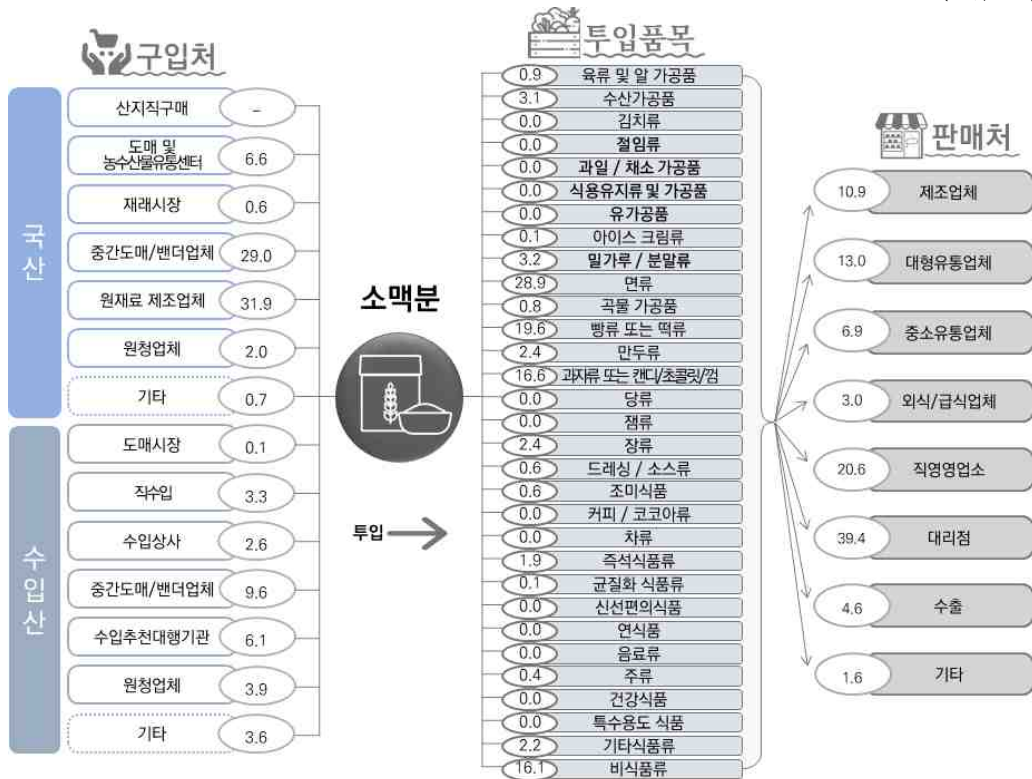 구입처
국산
산지직구매 -
도매 및
농수산물유통센터 6.6
재래시장 0.6
중간도매/밴더업체 29.0
원재료 제조업체 31.9
원청업체 2.0
기타 0.7
수입산
도매시장 0.1
직수입 3.3
수입상사 2.6
중간도매/밴더업체 9.6
수입추천대행기관 6.1
원청업체 3.9
기타 3.6
소맥분
투입
투입품목
0.9 육류 및 알 가공품
3.1 수산가공품
0.0 김치류
0.0 절임류
0.0 과일 / 채소 가공품
0.0 식용유지류 및 가공품
0.0 유가공품
0.1 아이스 크림류
3.2 밀가루 / 분말류
28.9 면류
0.8 곡물 가공품
19.6 빵류 또는 떡류
2.4 만두류
16.6 과자류 또는 캔디/초콜릿/껌
0.0 당류
0.0 잼류
2.4 장류
0.6 드레싱 / 소스류
0.6 조미식품
0.0 커피 / 코코아류
0.0 차류
1.9 즉석식품류
0.1 균질화 식품류
0.0 신선편의식품
0.0 연식품
0.0 음료류
0.4 주류
0.0 건강식품
0.0 특수용도 식품
2.2 기타식품류
16.1 비식품류
판매처
10.9 제조업체
13.0 대형유통업체
6.9 중소유통업체
3.0 외식/급식업체
20.6 직영영업소
39.4 대리점
4.6 수출
1.6 기타